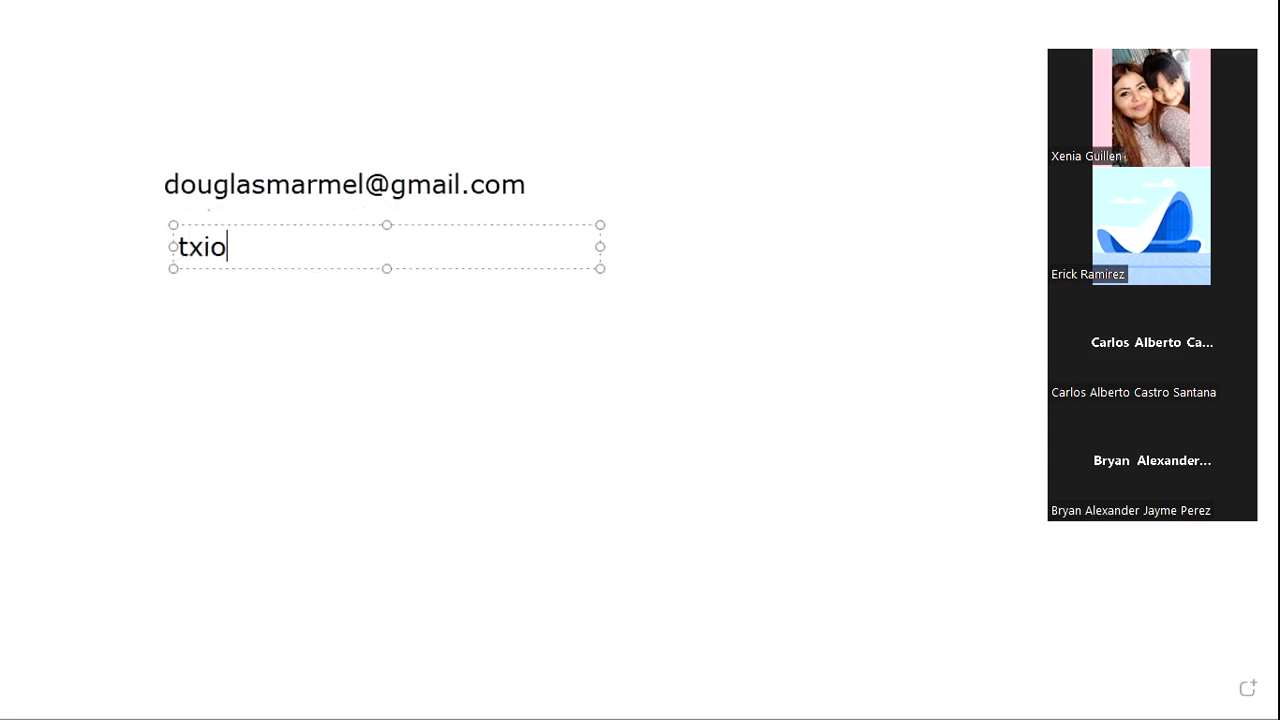 douglasmarmel@gmail.com
txio
Xenia Guillen
Erick Ramirez
Carlos Alberto Ca...
Carlos Alberto Castro Santana
Bryan Alexander...
Bryan Alexander Jayme Perez